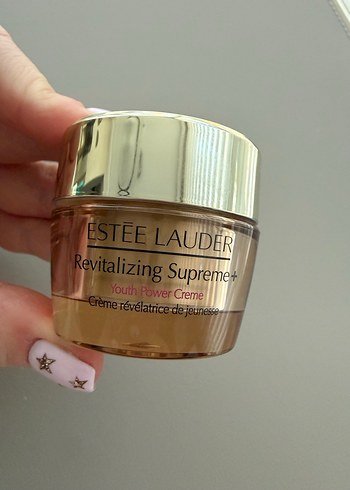 ESTĒE LAUDER
Revitalizing Supreme+
Youth Power Creme
Crème révélatrice de jeunesse